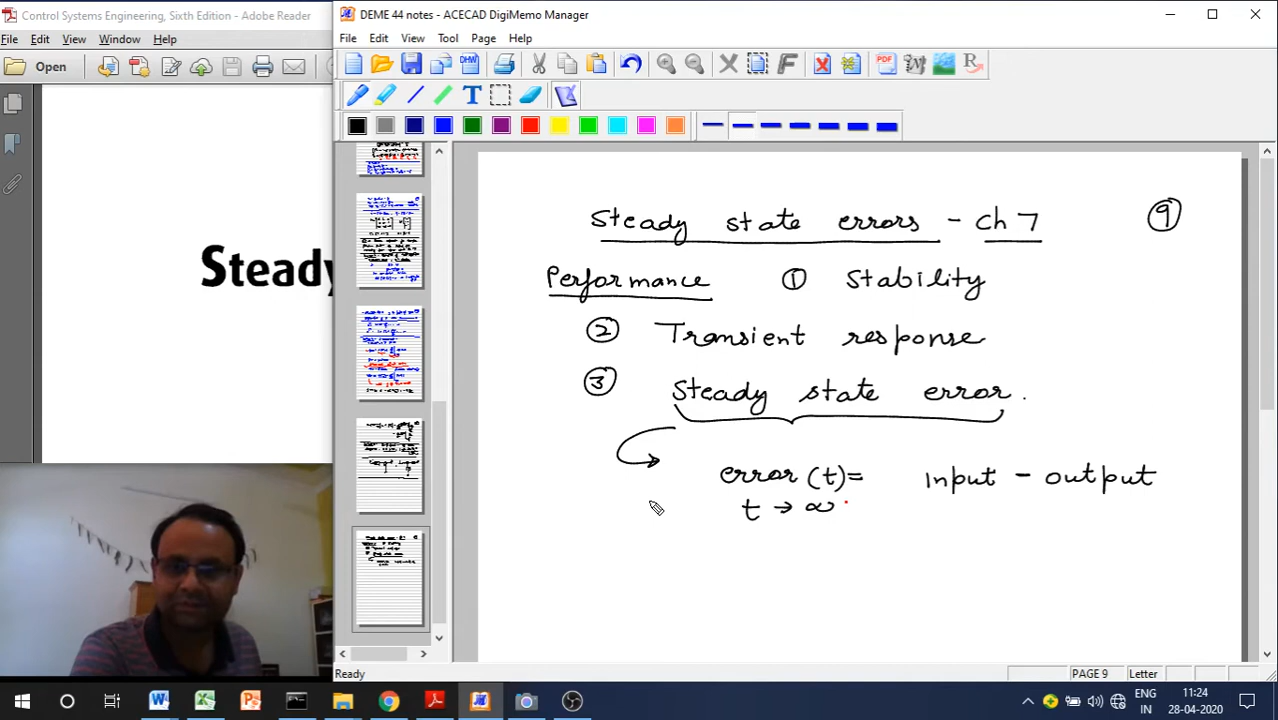 Control Systems Engineering, Sixth Edition - Adobe Reader
File Edit View Window Help
Open
Steady
DEME 44 notes - ACECAD DigiMemo Manager
File Edit View Tool Page Help
DHW
PDF
Steady state errors - Ch 7
9
Performance 1 Stability
2 Transient response
3 Steady state error.
error (t)= input - output
t → ∞
Ready
PAGE 9 Letter
ENG
IN
11:24
28-04-2020